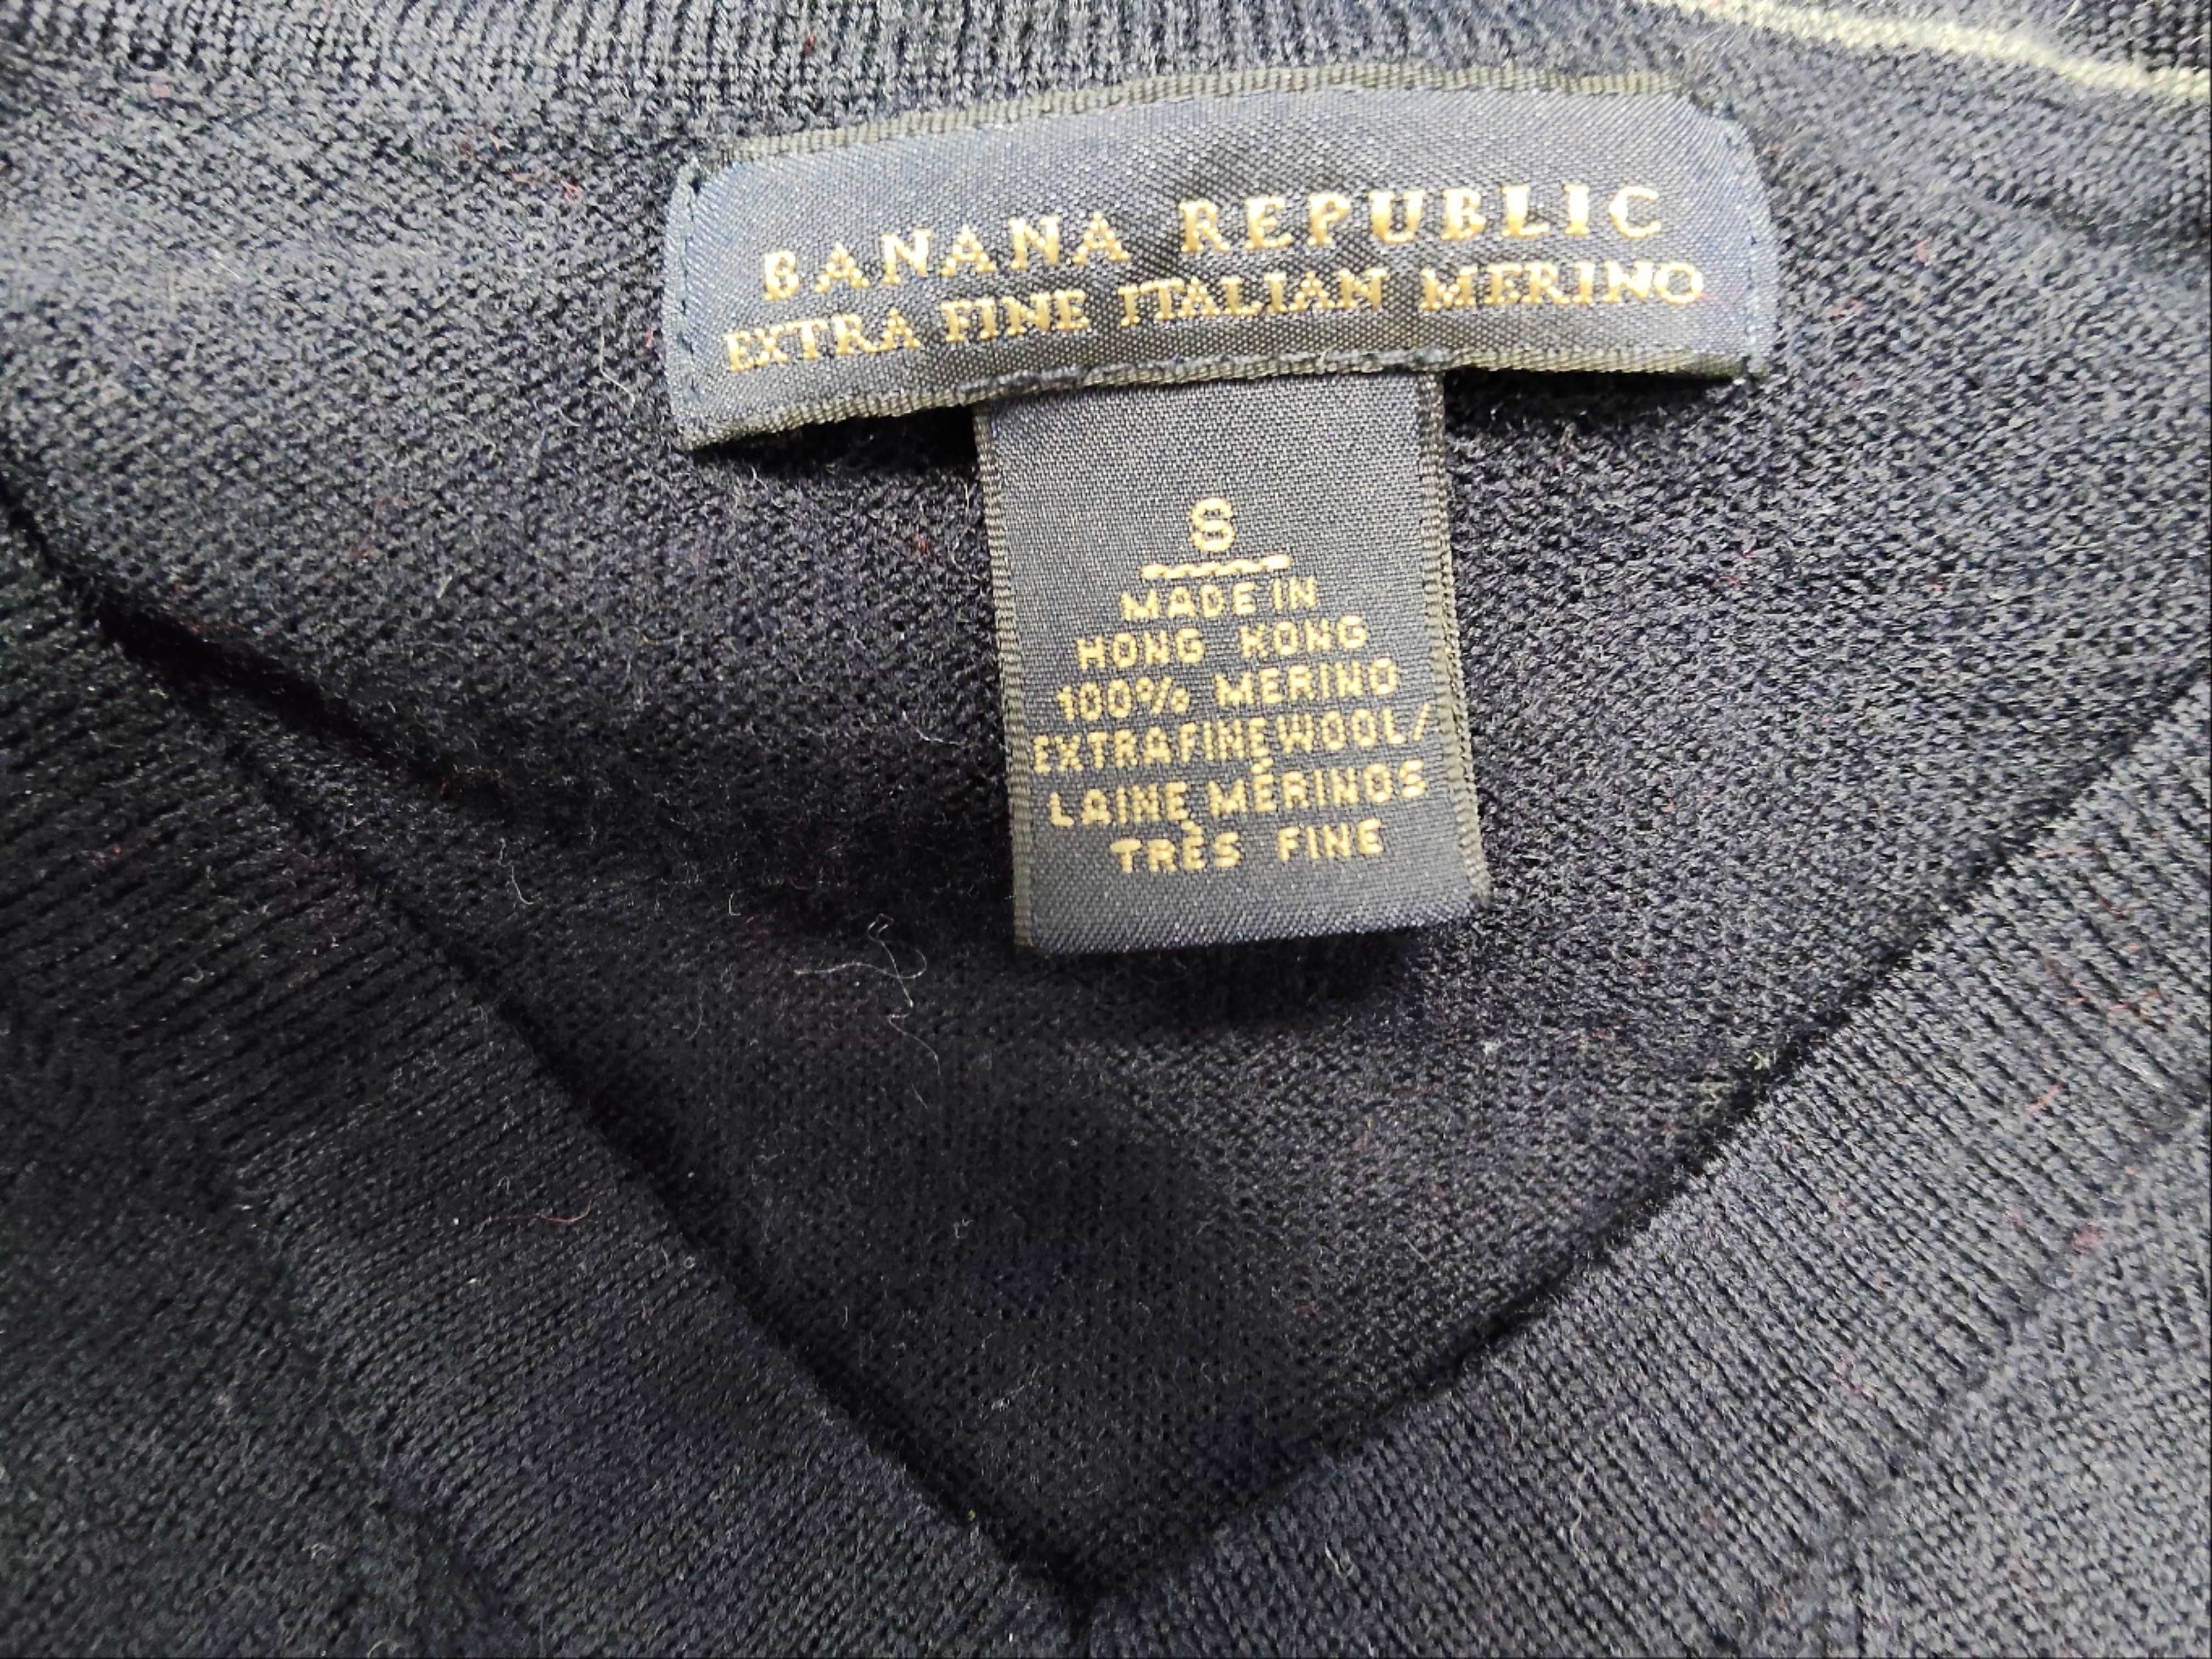 BANANA REPUBLIC
EXTRA FINE ITALIAN MERINO
S
MADE IN
HONG KONG
100% MERINO
EXTRAFINE WOOL/
LAINE MÉRINOS
TRÈS FINE